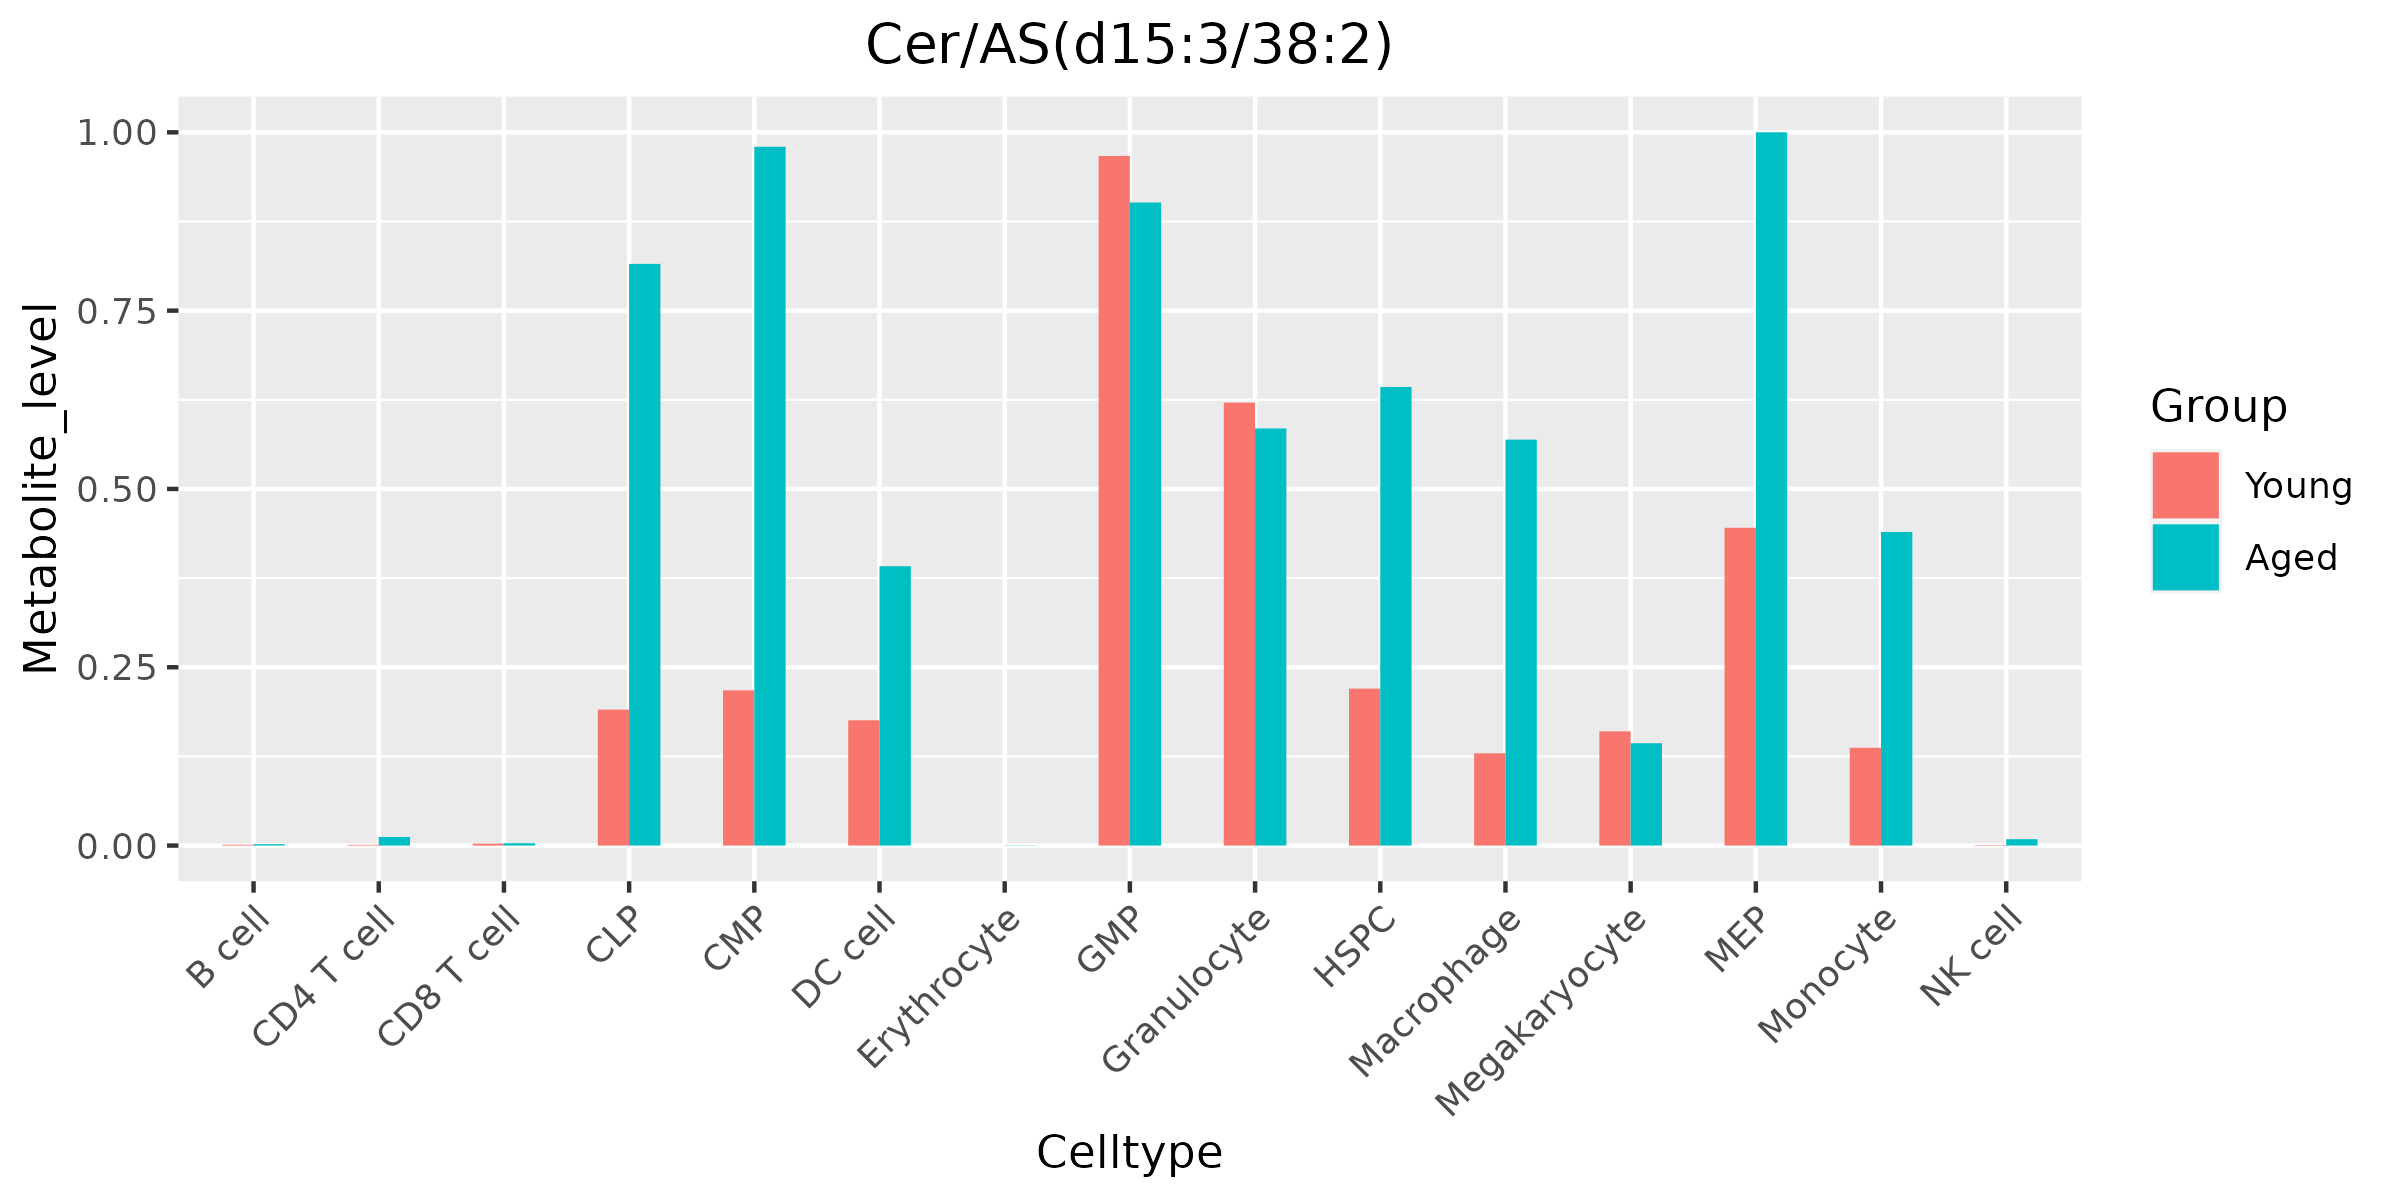 Cer/AS(d15:3/38:2)
Metabolite_level
1.00
0.75
0.50
0.25
0.00
B cell
CD4 T cell
CD8 T cell
CLP
CMP
DC cell
Erythrocyte
GMP
Granulocyte
HSPC
Macrophage
Megakaryocyte
MEP
Monocyte
NK cell
Celltype
Group
Young
Aged